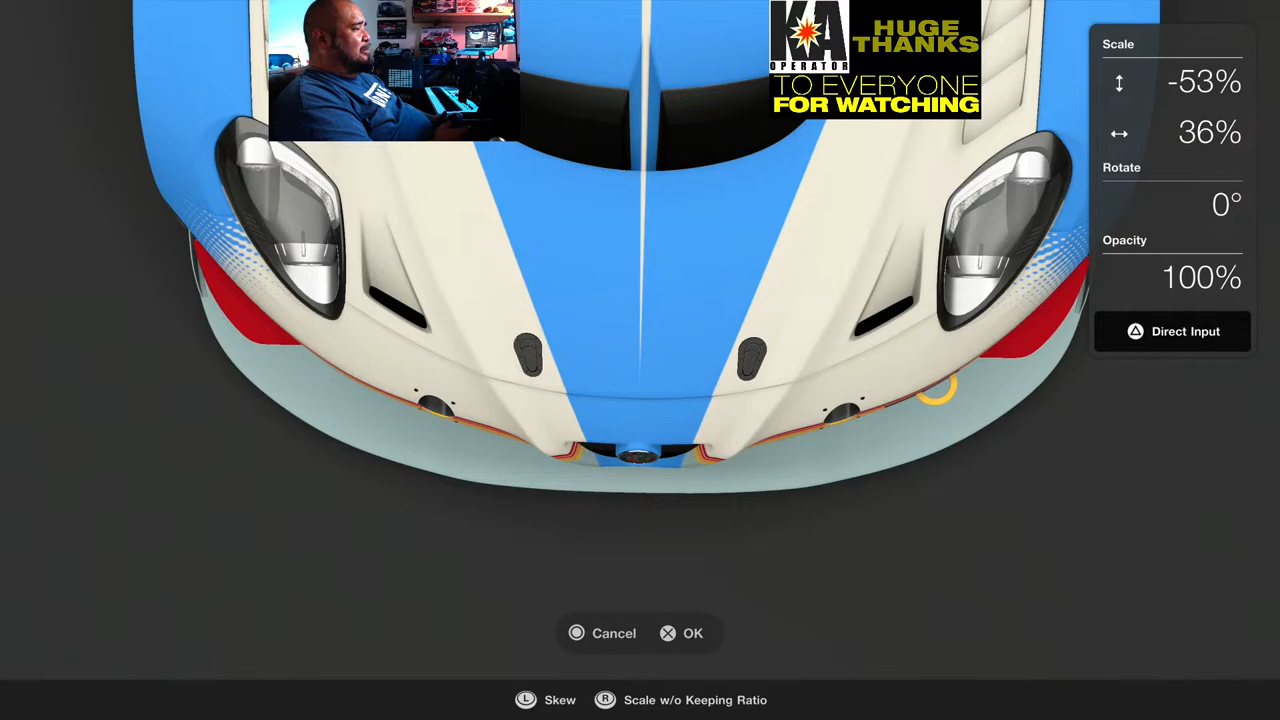 KA
OPERATOR
HUGE
THANKS
TO EVERYONE
FOR WATCHING
Scale
-53%
36%
Rotate
0°
Opacity
100%
Direct Input
Cancel
OK
L Skew
R Scale w/o Keeping Ratio